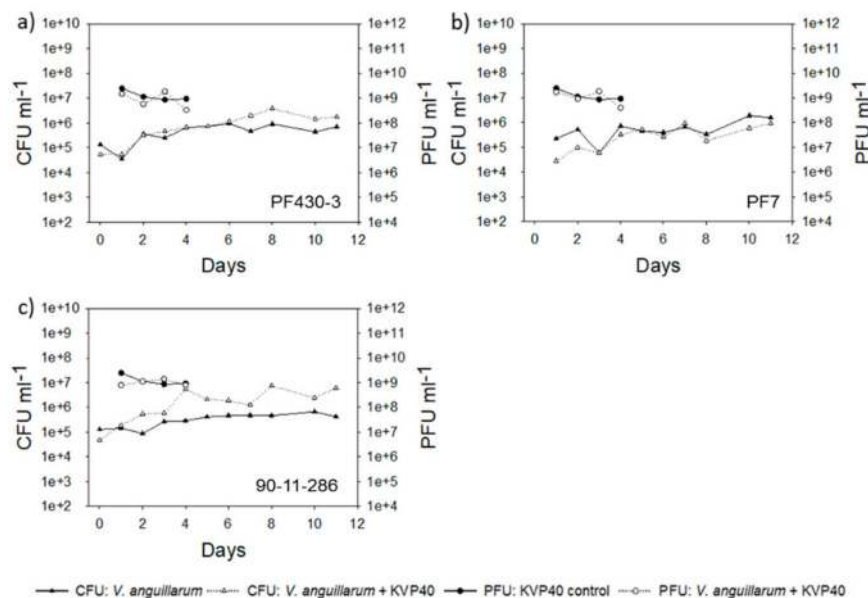 a)
CFU ml-1
1e+10
1e+9
1e+8
1e+7
1e+6
1e+5
1e+4
1e+3
1e+2
1e+12
1e+11
1e+10
1e+9
1e+8
1e+7
1e+6
1e+5
1e+4
PFU ml-1
PF430-3
0 2 4 6 8 10 12
Days
b)
CFU ml-1
1e+10
1e+9
1e+8
1e+7
1e+6
1e+5
1e+4
1e+3
1e+2
1e+12
1e+11
1e+10
1e+9
1e+8
1e+7
1e+6
1e+5
1e+4
PFU ml-1
PF7
0 2 4 6 8 10 12
Days
c)
CFU ml-1
1e+10
1e+9
1e+8
1e+7
1e+6
1e+5
1e+4
1e+3
1e+2
1e+12
1e+11
1e+10
1e+9
1e+8
1e+7
1e+6
1e+5
1e+4
PFU ml-1
90-11-286
0 2 4 6 8 10 12
Days
CFU: V. anguillarum CFU: V. anguillarum + KVP40 PFU: KVP40 control PFU: V. anguillarum + KVP40